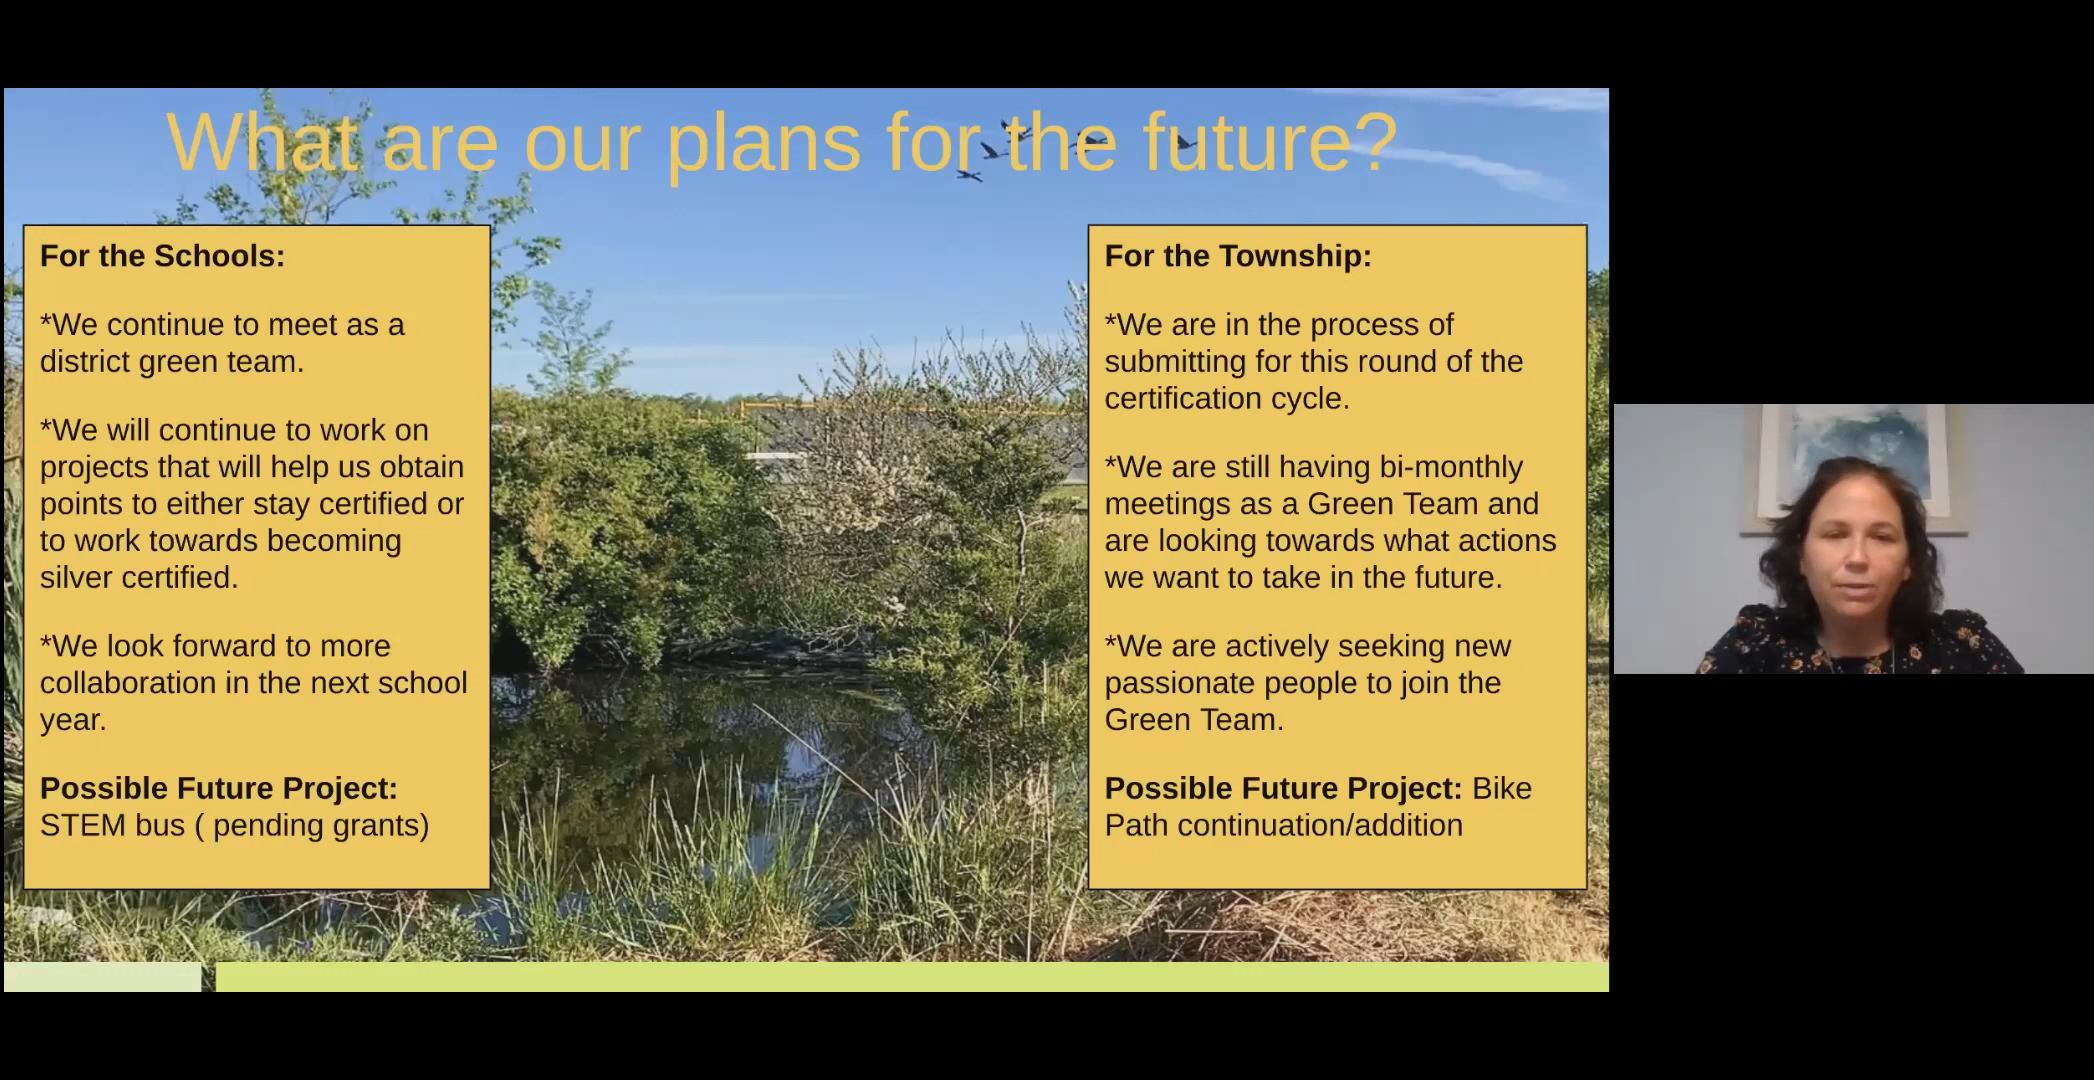 What are our plans for the future?
For the Schools:
*We continue to meet as a
district green team.
*We will continue to work on
projects that will help us obtain
points to either stay certified or
to work towards becoming
silver certified.
*We look forward to more
collaboration in the next school
year.
Possible Future Project:
STEM bus ( pending grants)
For the Township:
*We are in the process of
submitting for this round of the
certification cycle.
*We are still having bi-monthly
meetings as a Green Team and
are looking towards what actions
we want to take in the future.
*We are actively seeking new
passionate people to join the
Green Team.
Possible Future Project: Bike
Path continuation/addition